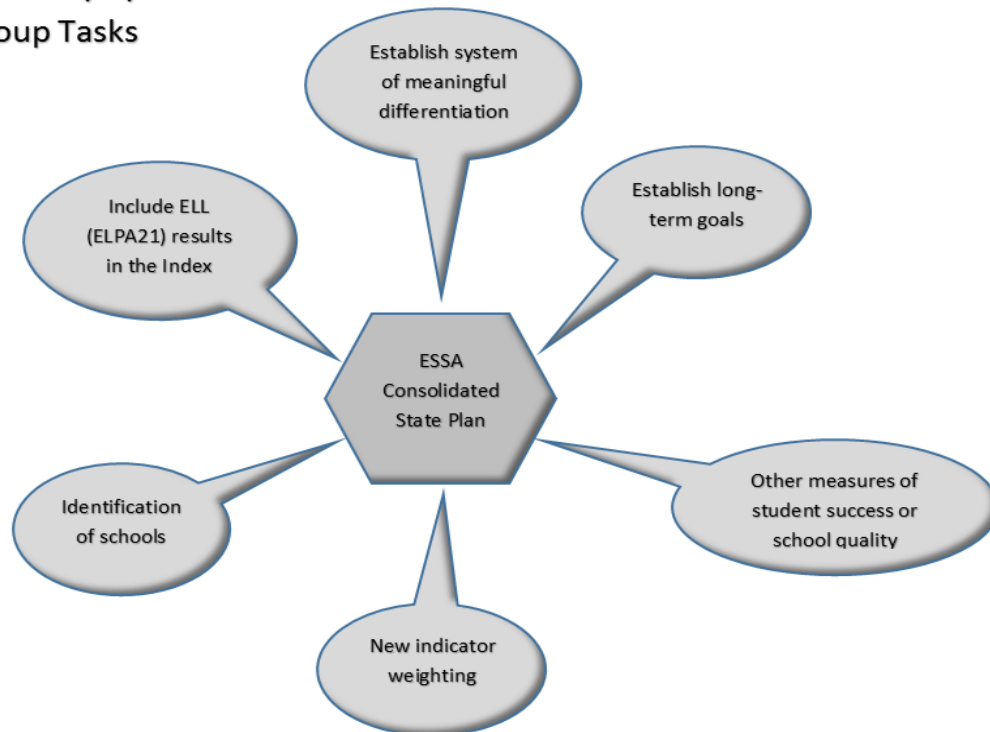 oup Tasks
Establish system
of meaningful
differentiation
Include ELL
(ELPA21) results
in the Index
Establish long-
term goals
ESSA
Consolidated
State Plan
Identification
of schools
Other measures of
student success or
school quality
New indicator
weighting